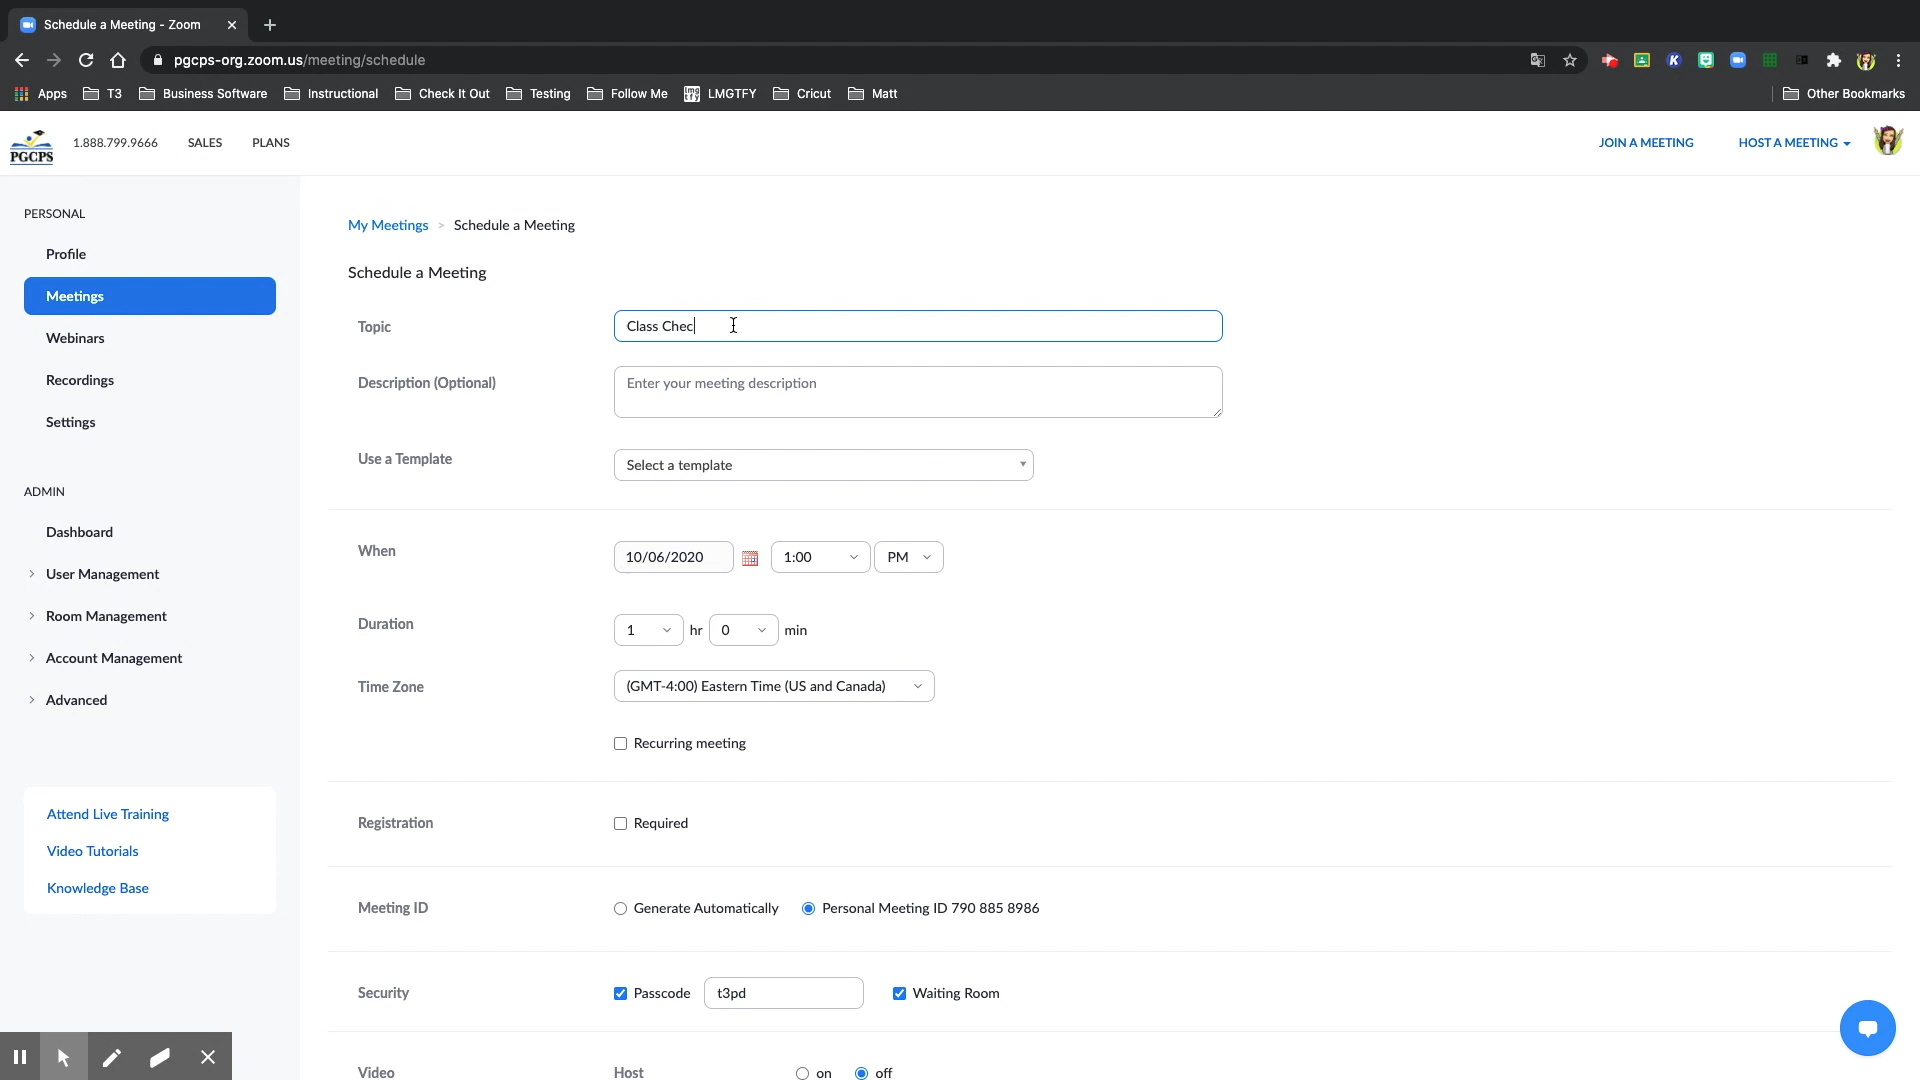 Schedule a Meeting - Zoom
pgcps-org.zoom.us/meeting/schedule
Apps T3 Business Software Instructional Check It Out Testing Follow Me LMGTFY Cricut Matt Other Bookmarks
PGCPS 1.888.799.9666 SALES PLANS JOIN A MEETING HOST A MEETING
PERSONAL
Profile
Meetings
Webinars
Recordings
Settings
ADMIN
Dashboard
User Management
Room Management
Account Management
Advanced
Attend Live Training
Video Tutorials
Knowledge Base
My Meetings > Schedule a Meeting
Schedule a Meeting
Topic Class Chec
Description (Optional) Enter your meeting description
Use a Template Select a template
When 10/06/2020 1:00 PM
Duration 1 hr 0 min
Time Zone (GMT-4:00) Eastern Time (US and Canada)
Recurring meeting
Registration Required
Meeting ID Generate Automatically Personal Meeting ID 790 885 8986
Security Passcode t3pd Waiting Room
Video Host on off